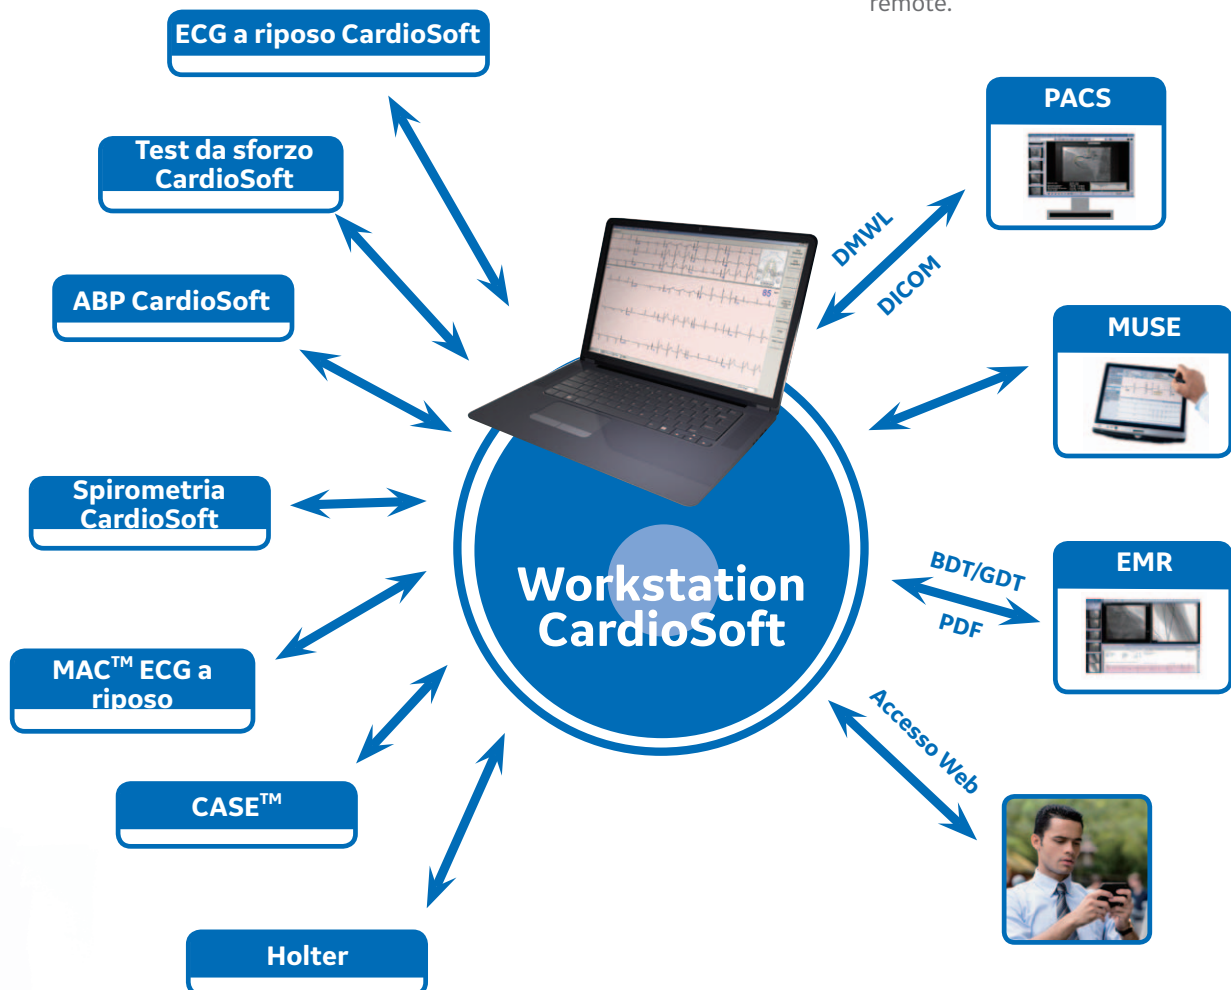 remote.
ECG a riposo CardioSoft
Test da sforzo
CardioSoft
ABP CardioSoft
Spirometria
CardioSoft
MAC™ ECG a
riposo
CASE™
Holter
Workstation
CardioSoft
85
DMWL
DICOM
PACS
MUSE
BDT/GDT
PDF
EMR
Accesso Web